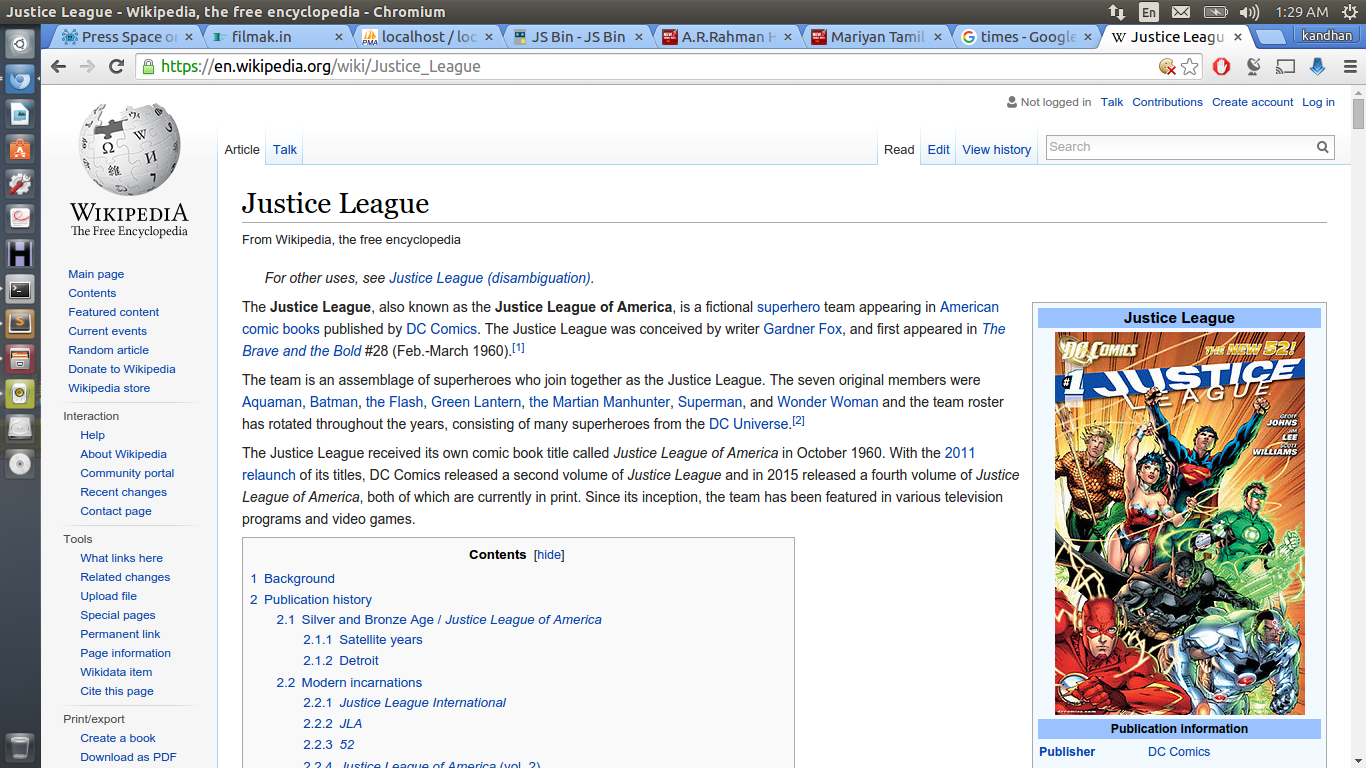 Justice League - Wikipedia, the free encyclopedia - Chromium
En
1:29 AM
Press Space o
filmak.in
localhost / loc
JS Bin - JS Bin
A.R.Rahman H
Mariyan Tamil
times - Google
Justice Leagu
kandhan
https://en.wikipedia.org/wiki/Justice_League
Not logged in Talk Contributions Create account Log in
WIKIPEDIA
The Free Encyclopedia
Article Talk
Read Edit View history
Search
Main page
Contents
Featured content
Current events
Random article
Donate to Wikipedia
Wikipedia store
Interaction
Help
About Wikipedia
Community portal
Recent changes
Contact page
Tools
What links here
Related changes
Upload file
Special pages
Permanent link
Page information
Wikidata item
Cite this page
Print/export
Create a book
Download as PDF
Justice League
From Wikipedia, the free encyclopedia
For other uses, see Justice League (disambiguation).
The Justice League, also known as the Justice League of America, is a fictional superhero team appearing in American
comic books published by DC Comics. The Justice League was conceived by writer Gardner Fox, and first appeared in The
Brave and the Bold #28 (Feb.-March 1960).[1]
The team is an assemblage of superheroes who join together as the Justice League. The seven original members were
Aquaman, Batman, the Flash, Green Lantern, the Martian Manhunter, Superman, and Wonder Woman and the team roster
has rotated throughout the years, consisting of many superheroes from the DC Universe.[2]
The Justice League received its own comic book title called Justice League of America in October 1960. With the 2011
relaunch of its titles, DC Comics released a second volume of Justice League and in 2015 released a fourth volume of Justice
League of America, both of which are currently in print. Since its inception, the team has been featured in various television
programs and video games.
Contents [hide]
1 Background
2 Publication history
2.1 Silver and Bronze Age / Justice League of America
2.1.1 Satellite years
2.1.2 Detroit
2.2 Modern incarnations
2.2.1 Justice League International
2.2.2 JLA
2.2.3 52
2.2.4 Justice League of America (vol. 2)
Justice League
DC COMICS
THE NEW 52!
#1
JUSTICE
LEAGUE
GEOFF
JOHNS
JIM
LEE
SCOTT
WILLIAMS
Publication information
Publisher DC Comics